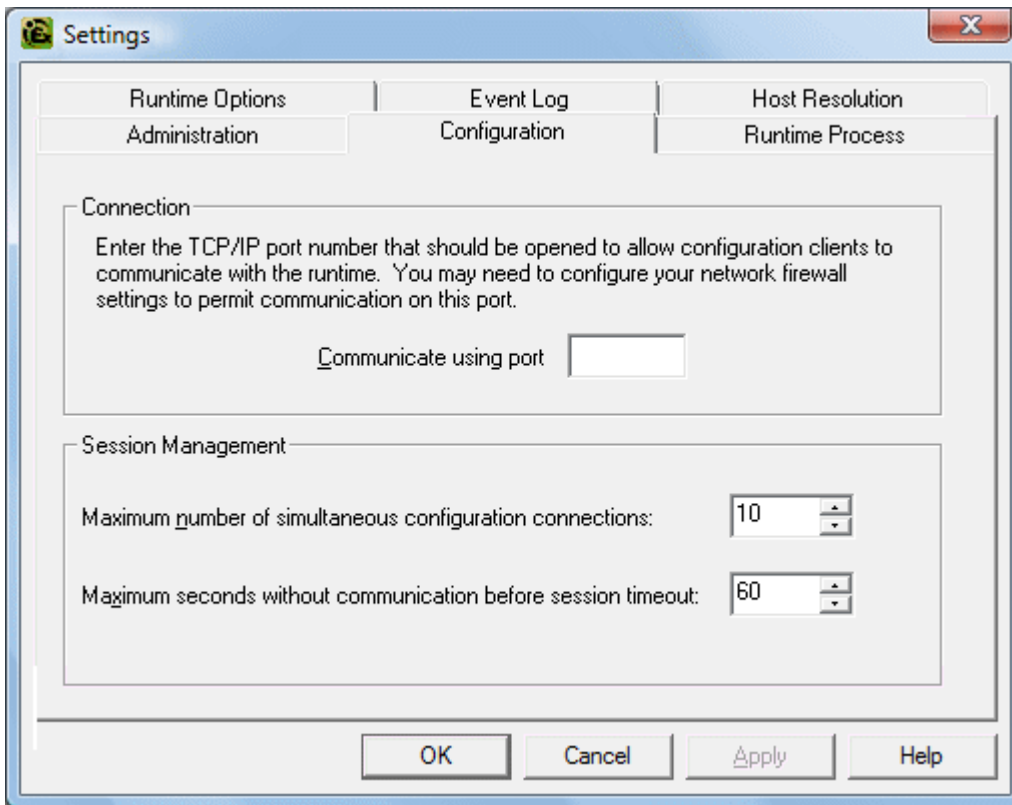 Settings
Runtime Options Event Log Host Resolution
Administration Configuration Runtime Process
Connection
Enter the TCP/IP port number that should be opened to allow configuration clients to
communicate with the runtime.  You may need to configure your network firewall
settings to permit communication on this port.
Communicate using port
Session Management
Maximum number of simultaneous configuration connections: 10
Maximum seconds without communication before session timeout: 60
OK Cancel Apply Help